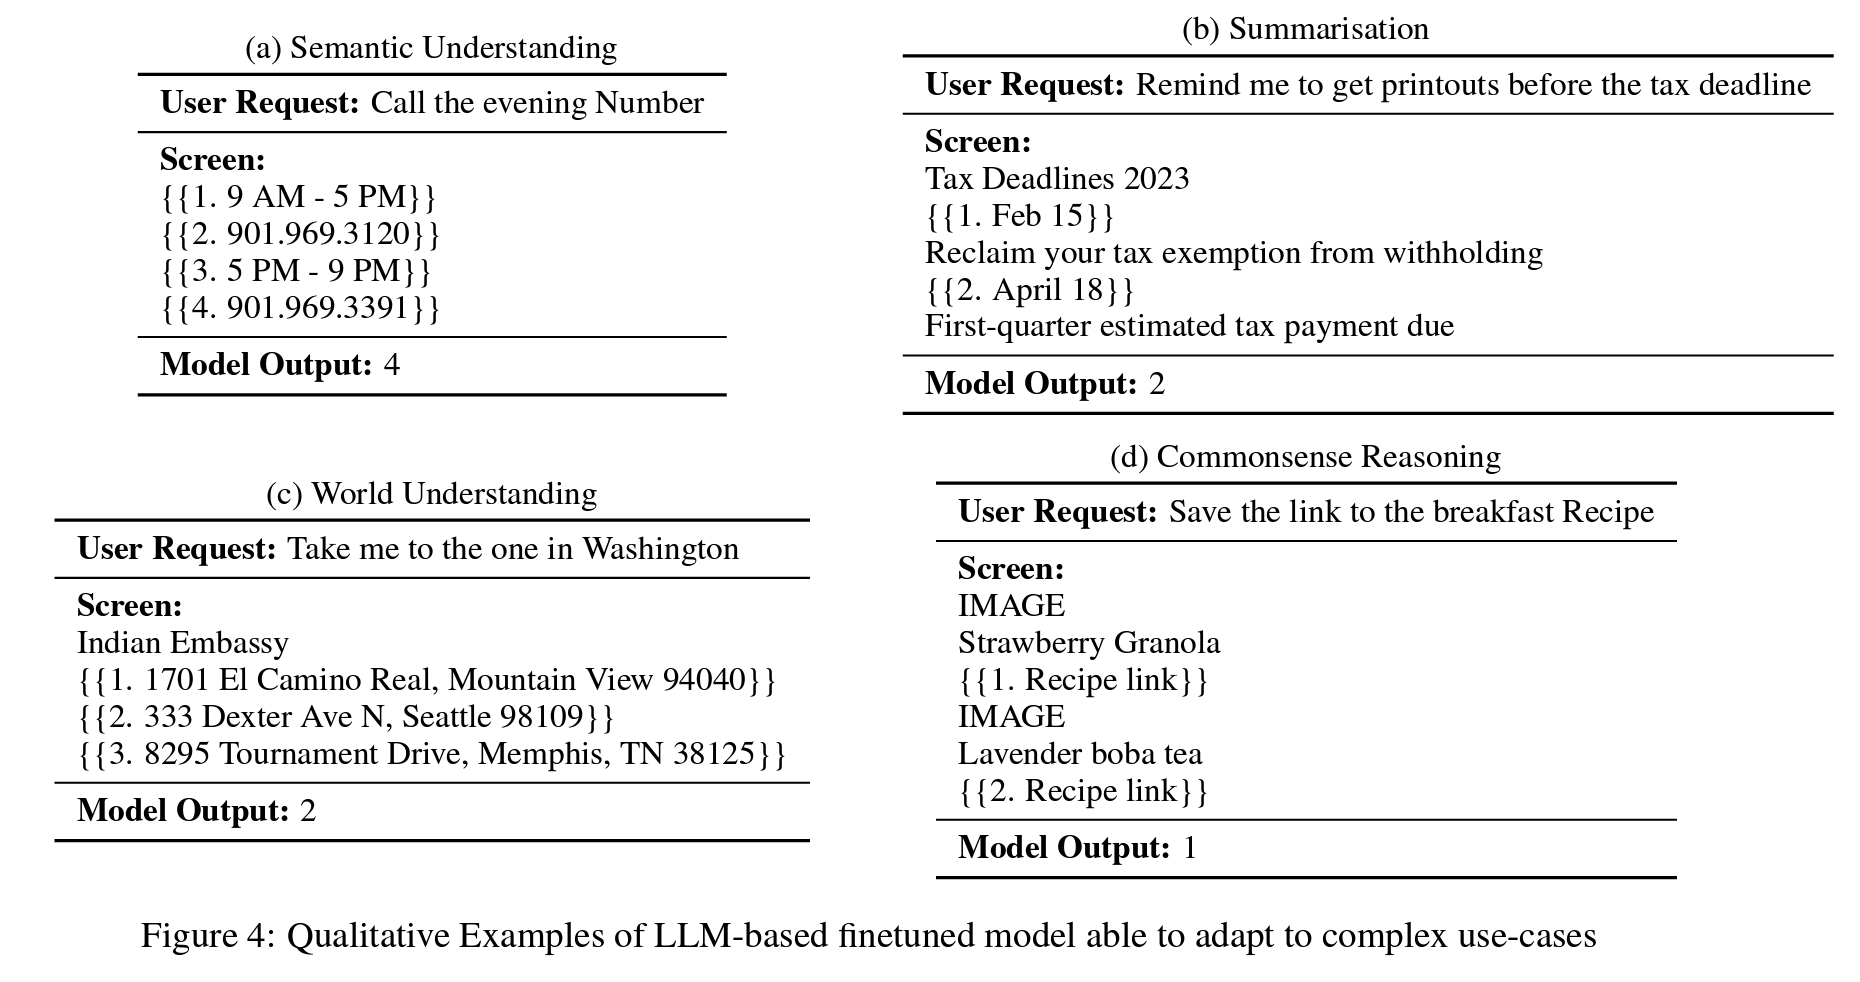 (a) Semantic Understanding
User Request: Call the evening Number
Screen:
{{1. 9 AM - 5 PM}}
{{2. 901.969.3120}}
{{3. 5 PM - 9 PM}}
{{4. 901.969.3391}}
Model Output: 4
(b) Summarisation
User Request: Remind me to get printouts before the tax deadline
Screen:
Tax Deadlines 2023
{{1. Feb 15}}
Reclaim your tax exemption from withholding
{{2. April 18}}
First-quarter estimated tax payment due
Model Output: 2
(c) World Understanding
User Request: Take me to the one in Washington
Screen:
Indian Embassy
{{1. 1701 El Camino Real, Mountain View 94040}}
{{2. 333 Dexter Ave N, Seattle 98109}}
{{3. 8295 Tournament Drive, Memphis, TN 38125}}
Model Output: 2
(d) Commonsense Reasoning
User Request: Save the link to the breakfast Recipe
Screen:
IMAGE
Strawberry Granola
{{1. Recipe link}}
IMAGE
Lavender boba tea
{{2. Recipe link}}
Model Output: 1
Figure 4: Qualitative Examples of LLM-based finetuned model able to adapt to complex use-cases